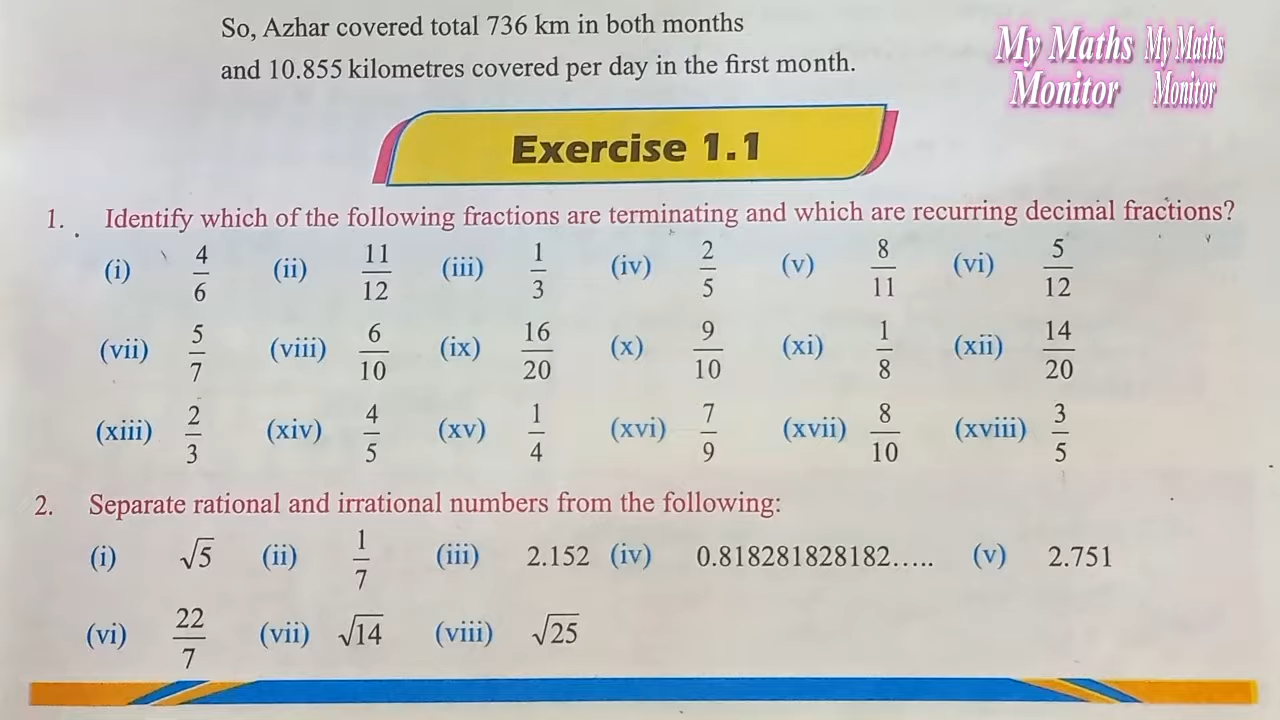 So, Azhar covered total 736 km in both months
and 10.855 kilometres covered per day in the first month.
My Maths Monitor My Maths Monitor
Exercise 1.1
1. Identify which of the following fractions are terminating and which are recurring decimal fractions?
(i) 4/6 (ii) 11/12 (iii) 1/3 (iv) 2/5 (v) 8/11 (vi) 5/12
(vii) 5/7 (viii) 6/10 (ix) 16/20 (x) 9/10 (xi) 1/8 (xii) 14/20
(xiii) 2/3 (xiv) 4/5 (xv) 1/4 (xvi) 7/9 (xvii) 8/10 (xviii) 3/5
2. Separate rational and irrational numbers from the following:
(i) √5 (ii) 1/7 (iii) 2.152 (iv) 0.818281828182..... (v) 2.751
(vi) 22/7 (vii) √14 (viii) √25